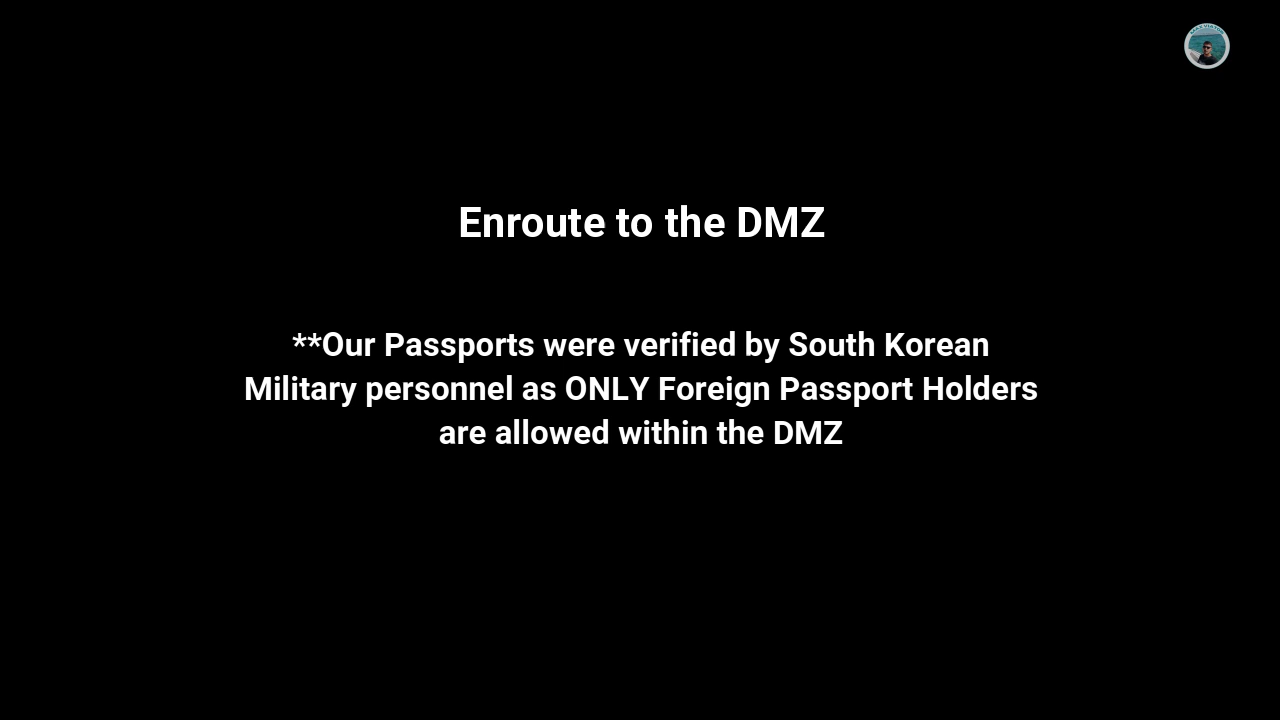 Enroute to the DMZ
**Our Passports were verified by South Korean
Military personnel as ONLY Foreign Passport Holders
are allowed within the DMZ